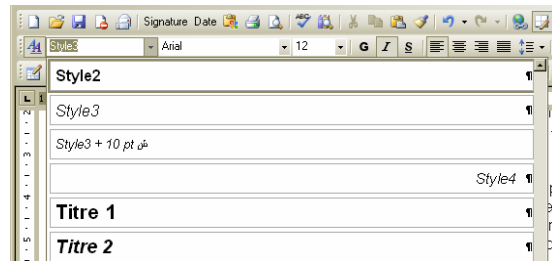 Signature Date
Style3 Arial 12 G I S
Style2 ¶
Style3 ¶
Style3 + 10 pt
Style4 ¶
Titre 1 ¶
Titre 2 ¶